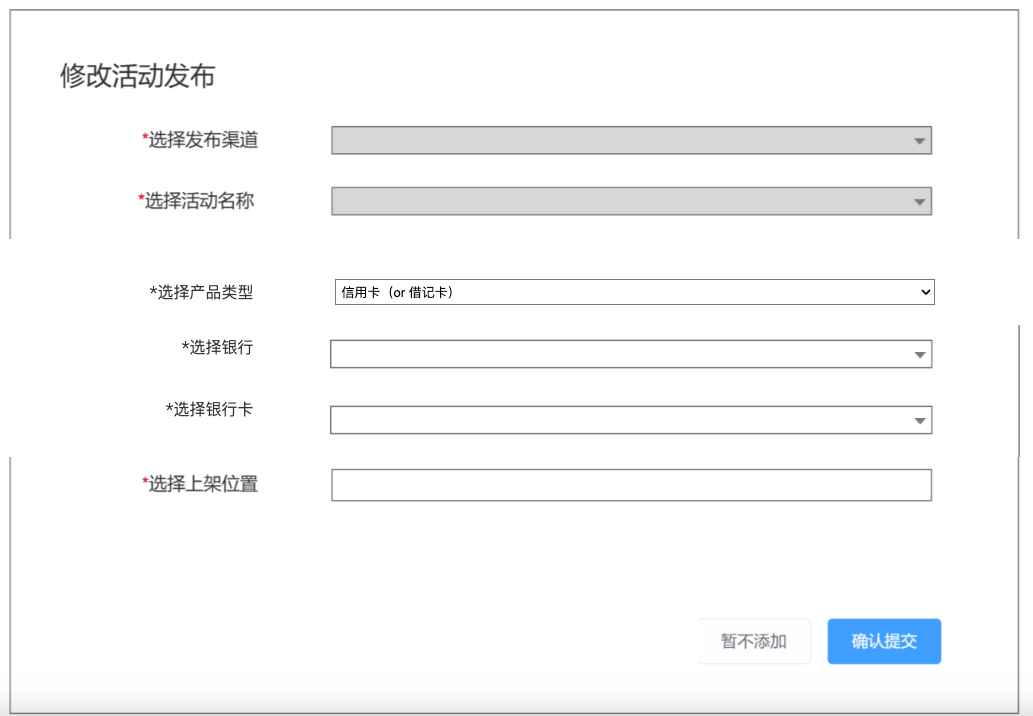 修改活动发布
*选择发布渠道
*选择活动名称
*选择产品类型
信用卡（or 借记卡）
*选择银行
*选择银行卡
*选择上架位置
暂不添加
确认提交